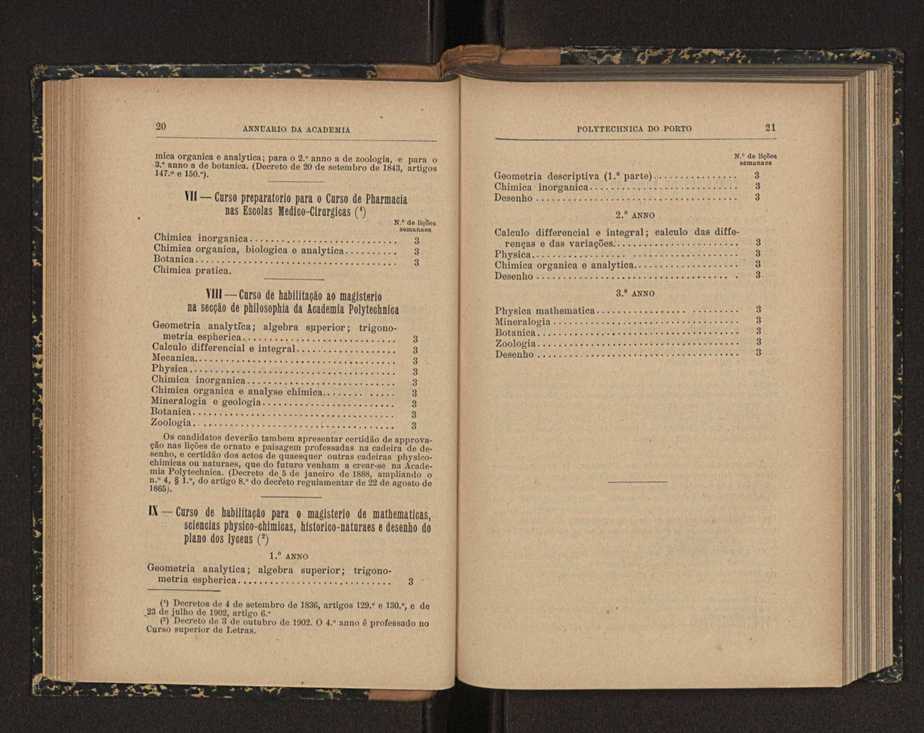 20 ANNUARIO DA ACADEMIA
mica organica e analytica; para o 2.º anno a de zoologia, e para o
3.º anno a de botanica. (Decreto de 20 de setembro de 1843, artigos
147.º e 150.º).
VII — Curso preparatorio para o Curso de Pharmacia
nas Escolas Medico-Cirurgicas (¹)
N.º de lições
semanaes
Chimica inorganica 3
Chimica organica, biologica e analytica 3
Botanica 3
Chimica pratica.
VIII — Curso de habilitação ao magisterio
na secção de philosophia da Academia Polytechnica
Geometria analytica; algebra superior; trigono-
metria espherica 3
Calculo differencial e integral 3
Mecanica 3
Physica 3
Chimica inorganica 3
Chimica organica e analyse chimica 3
Mineralogia e geologia 3
Botanica 3
Zoologia 3
Os candidatos deverão tambem apresentar certidão de approva-
ção nas lições de ornato e paisagem professadas na cadeira de de-
senho, e certidão dos actos de quaesquer outras cadeiras physico-
chimicas ou naturaes, que do futuro venham a crear-se na Acade-
mia Polytechnica. (Decreto de 5 de janeiro de 1888, ampliando o
n.º 4, § 1.º, do artigo 8.º do decreto regulamentar de 22 de agosto de
1865).
IX — Curso de habilitação para o magisterio de mathematicas,
sciencias physico-chimicas, historico-naturaes e desenho do
plano dos lyceus (²)
1.º ANNO
Geometria analytica; algebra superior; trigono-
metria espherica 3
(¹) Decretos de 4 de setembro de 1836, artigos 129.º e 130.º, e de
23 de julho de 1902, artigo 6.º
(²) Decreto de 3 de outubro de 1902. O 4.º anno é professado no
Curso superior de Letras.
POLYTECHNICA DO PORTO 21
N.º de lições
semanaes
Geometria descriptiva (1.ª parte) 3
Chimica inorganica 3
Desenho 3
2.º ANNO
Calculo differencial e integral; calculo das diffe-
renças e das variações 3
Physica 3
Chimica organica e analytica 3
Desenho 3
3.º ANNO
Physica mathematica 3
Mineralogia 3
Botanica 3
Zoologia 3
Desenho 3